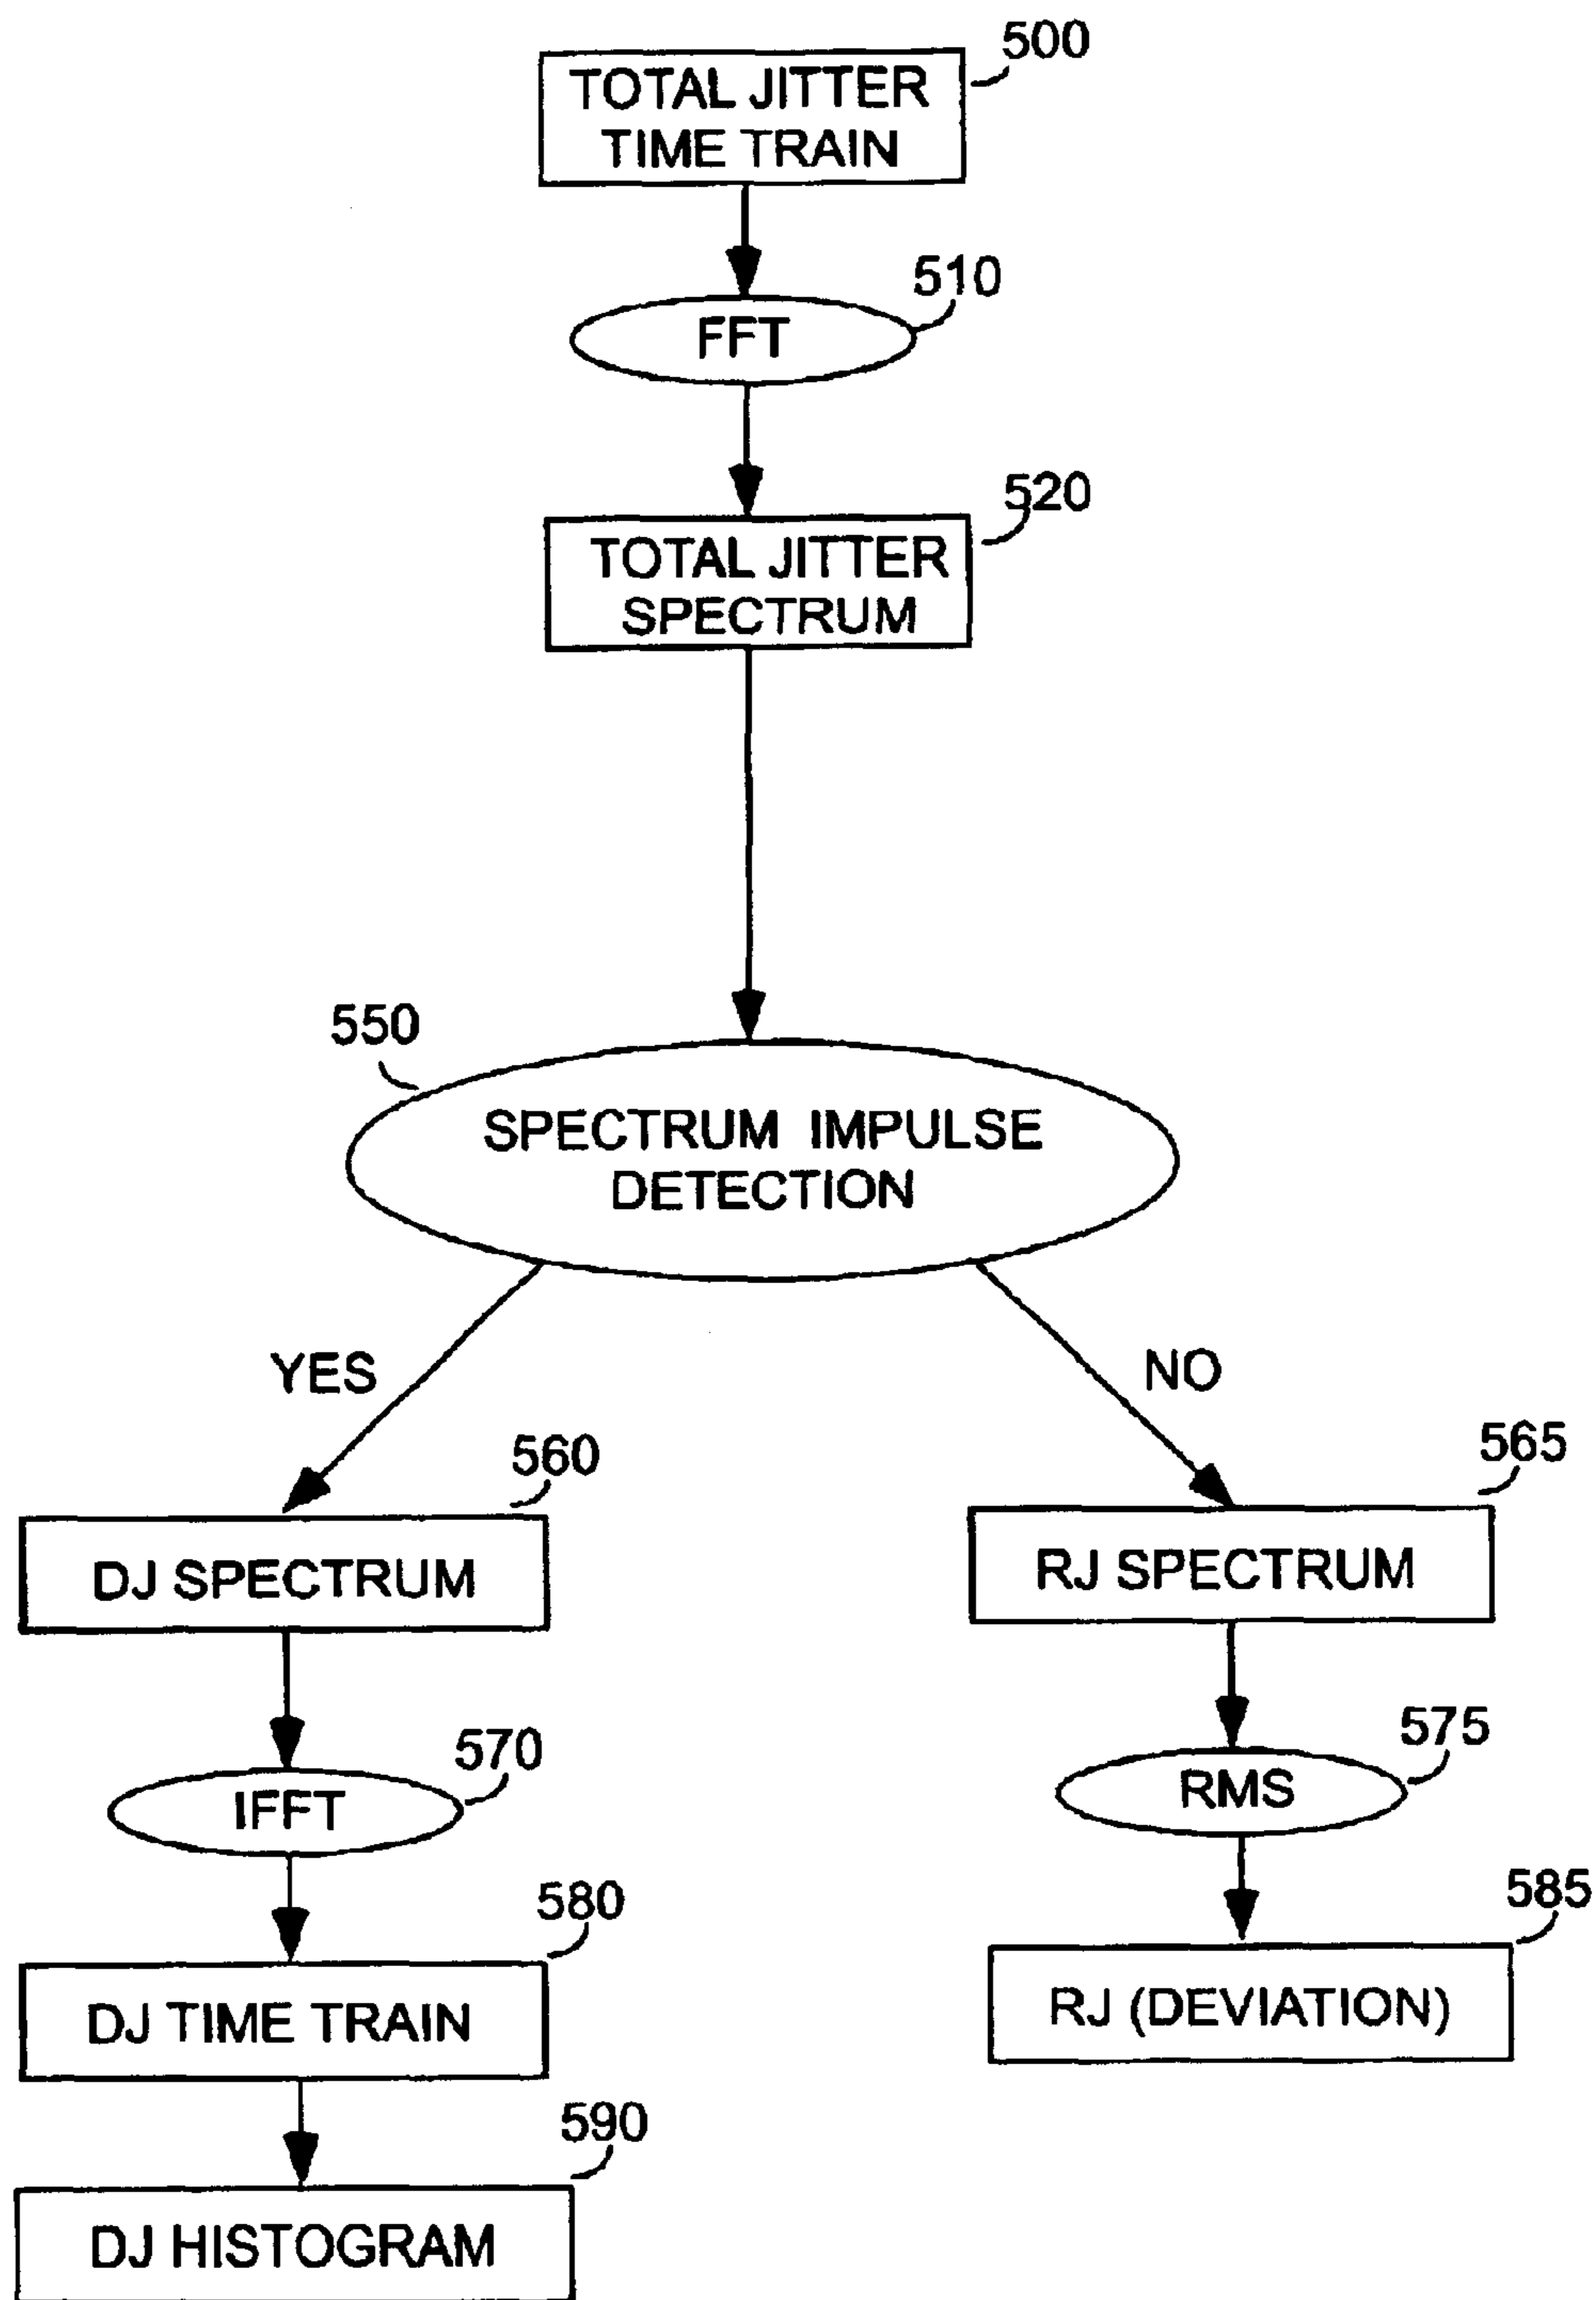 500
TOTAL JITTER
TIME TRAIN
510
FFT
520
TOTAL JITTER
SPECTRUM
550
SPECTRUM IMPULSE
DETECTION
YES
NO
560
565
DJ SPECTRUM
RJ SPECTRUM
570
575
IFFT
RMS
580
585
DJ TIME TRAIN
RJ (DEVIATION)
590
DJ HISTOGRAM